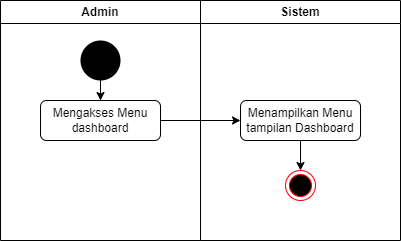 Admin
Sistem
Mengakses Menu
dashboard
Menampilkan Menu
tampilan Dashboard